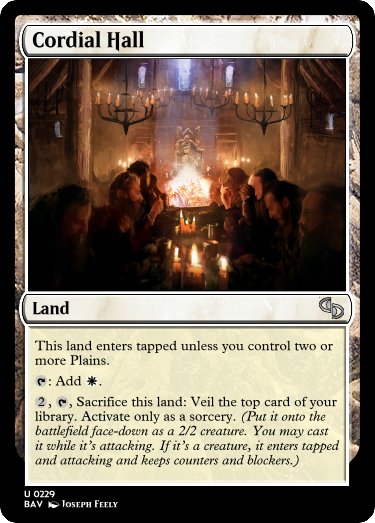 Cordial Hall
Land
This land enters tapped unless you control two or
more Plains.
: Add .
2, , Sacrifice this land: Veil the top card of your
library. Activate only as a sorcery. (Put it onto the
battlefield face-down as a 2/2 creature. You may cast
it while it's attacking. If it's a creature, it enters tapped
and attacking and keeps counters and blockers.)
U 0229
BAV Joseph Feely